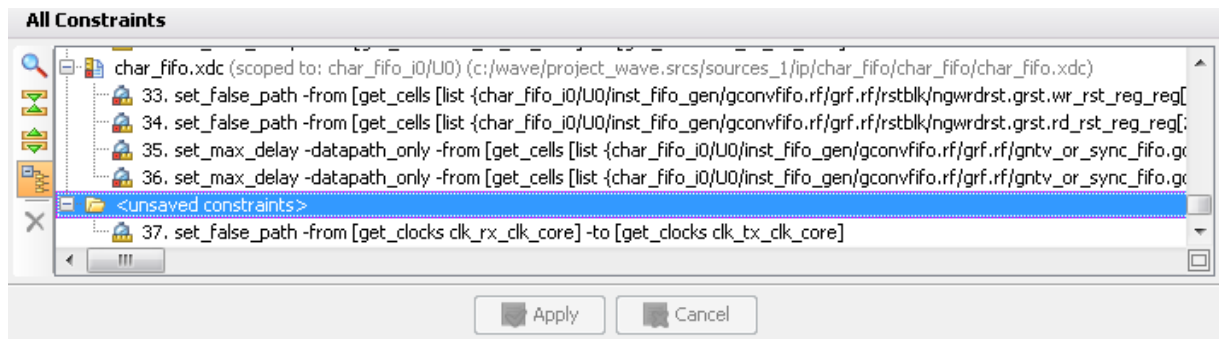 All Constraints
char_fifo.xdc (scoped to: char_fifo_i0/U0) (c:/wave/project_wave.srcs/sources_1/ip/char_fifo/char_fifo/char_fifo.xdc)
33. set_false_path -from [get_cells [list {char_fifo_i0/U0/inst_fifo_gen/gconvfifo.rf/grf.rf/rstblk/ngwrdrst.grst.wr_rst_reg_reg[
34. set_false_path -from [get_cells [list {char_fifo_i0/U0/inst_fifo_gen/gconvfifo.rf/grf.rf/rstblk/ngwrdrst.grst.rd_rst_reg_reg[
35. set_max_delay -datapath_only -from [get_cells [list {char_fifo_i0/U0/inst_fifo_gen/gconvfifo.rf/grf.rf/gntv_or_sync_fifo.gc
36. set_max_delay -datapath_only -from [get_cells [list {char_fifo_i0/U0/inst_fifo_gen/gconvfifo.rf/grf.rf/gntv_or_sync_fifo.gc
<unsaved constraints>
37. set_false_path -from [get_clocks clk_rx_clk_core] -to [get_clocks clk_tx_clk_core]
Apply Cancel